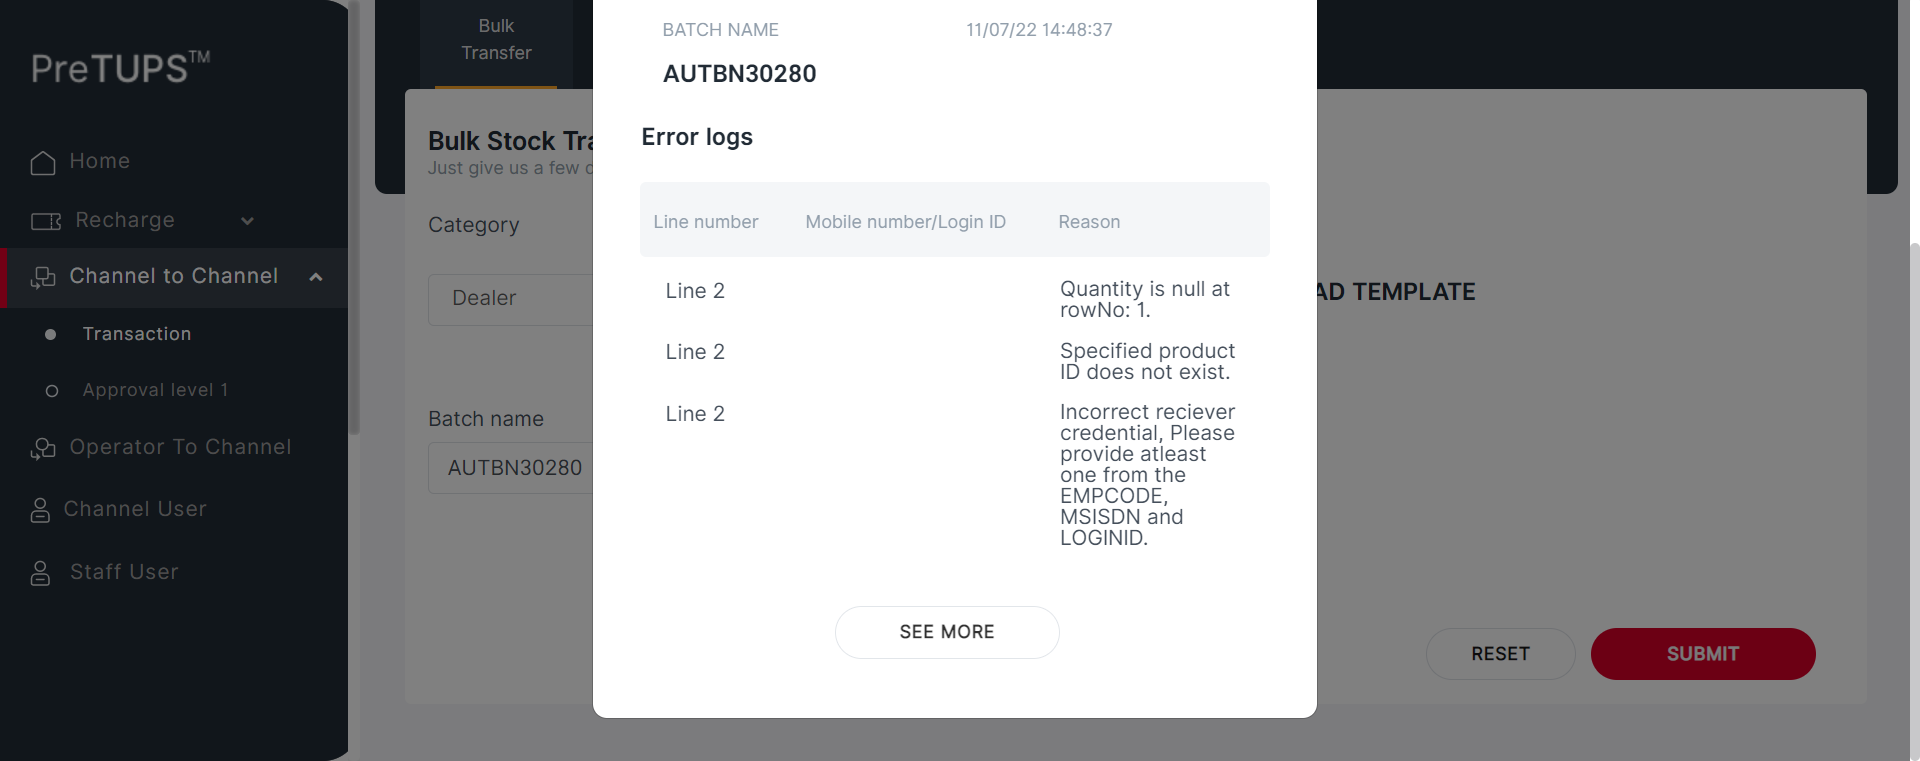 PreTUPS™
Home
Recharge
Channel to Channel
Transaction
Approval level 1
Operator To Channel
Channel User
Staff User
Bulk
Transfer
Bulk Stock Tra
Just give us a few d
Category
Dealer
Batch name
AUTBN30280
AD TEMPLATE
RESET
SUBMIT
BATCH NAME
11/07/22 14:48:37
AUTBN30280
Error logs
Line number
Mobile number/Login ID
Reason
Line 2
Quantity is null at
rowNo: 1.
Line 2
Specified product
ID does not exist.
Line 2
Incorrect reciever
credential, Please
provide atleast
one from the
EMPCODE,
MSISDN and
LOGINID.
SEE MORE